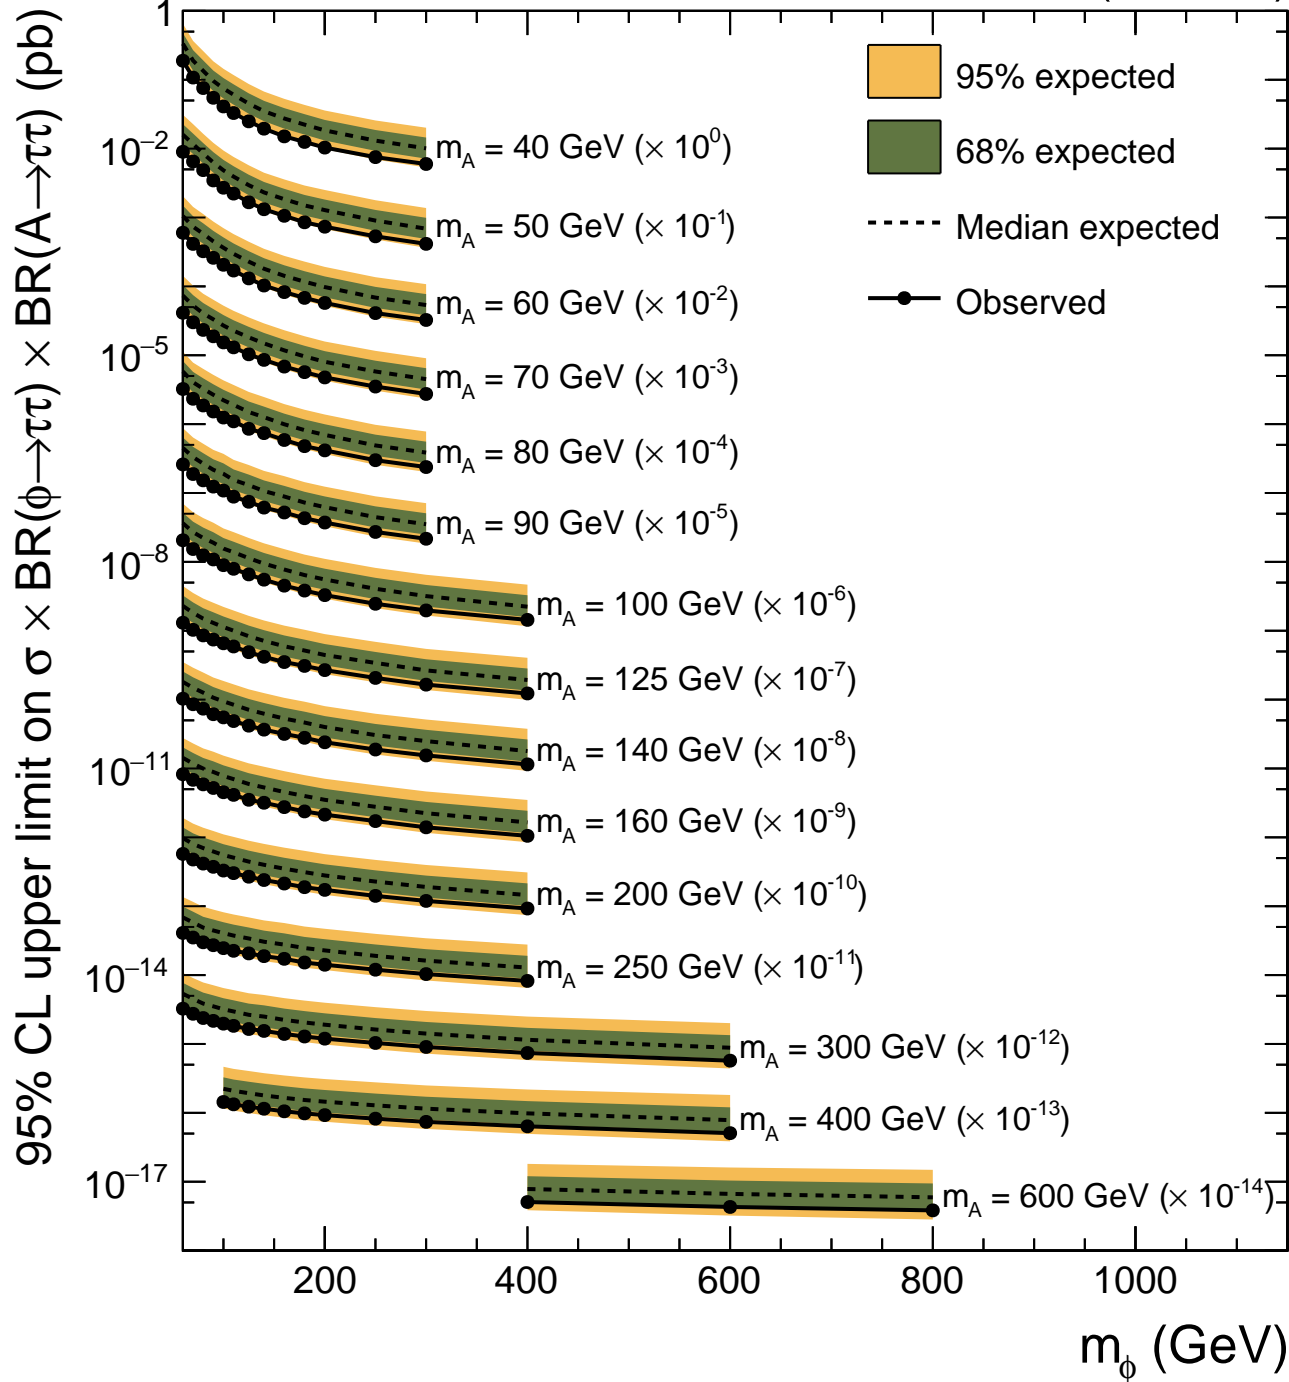 95% CL upper limit on σ × BR(ϕ→ττ) × BR(A→ττ) (pb)
1
10⁻²
10⁻⁵
10⁻⁸
10⁻¹¹
10⁻¹⁴
10⁻¹⁷
95% expected
68% expected
Median expected
Observed
m_A = 40 GeV (× 10⁰)
m_A = 50 GeV (× 10⁻¹)
m_A = 60 GeV (× 10⁻²)
m_A = 70 GeV (× 10⁻³)
m_A = 80 GeV (× 10⁻⁴)
m_A = 90 GeV (× 10⁻⁵)
m_A = 100 GeV (× 10⁻⁶)
m_A = 125 GeV (× 10⁻⁷)
m_A = 140 GeV (× 10⁻⁸)
m_A = 160 GeV (× 10⁻⁹)
m_A = 200 GeV (× 10⁻¹⁰)
m_A = 250 GeV (× 10⁻¹¹)
m_A = 300 GeV (× 10⁻¹²)
m_A = 400 GeV (× 10⁻¹³)
m_A = 600 GeV (× 10⁻¹⁴)
200 400 600 800 1000
m_ϕ (GeV)